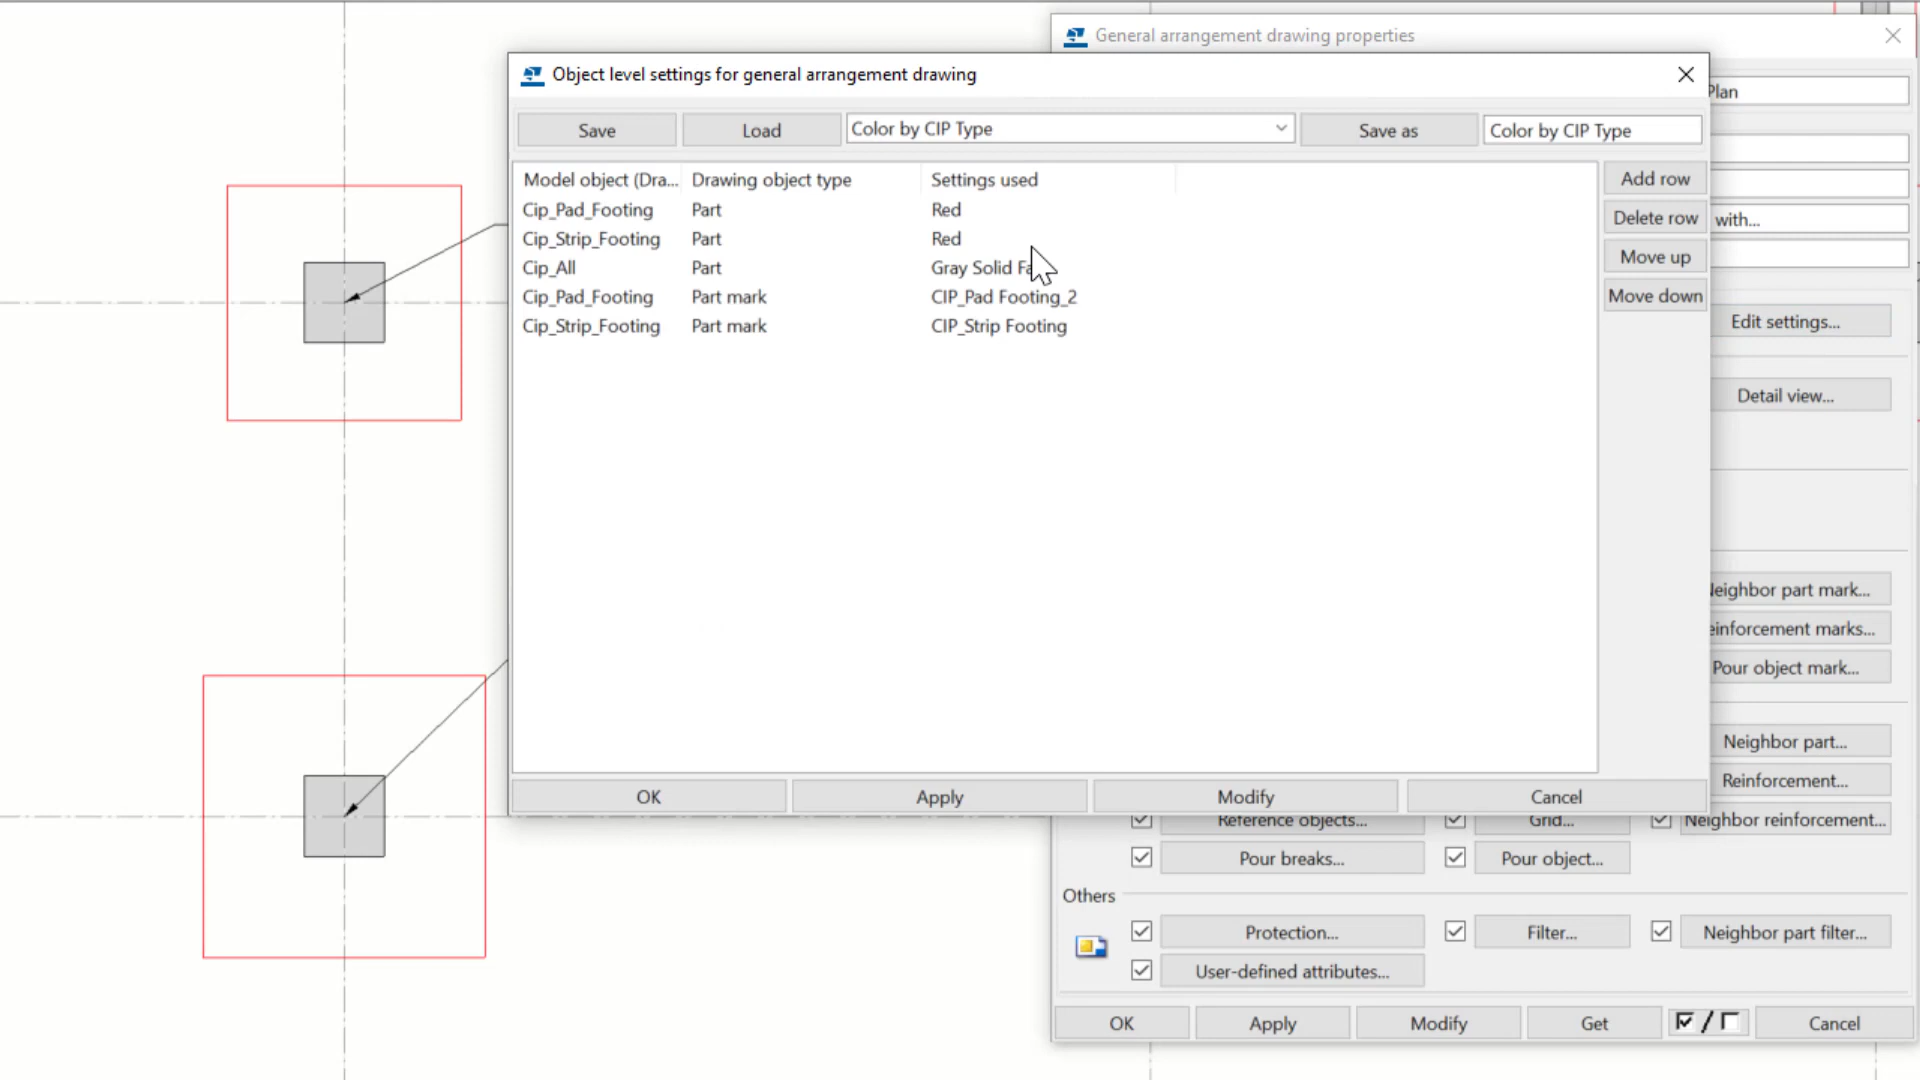 General arrangement drawing properties
Object level settings for general arrangement drawing
Plan
Save
Load
Color by CIP Type
Save as
Color by CIP Type
Model object (Dra...
Drawing object type
Settings used
Add row
Cip_Pad_Footing
Part
Red
Delete row
with...
Cip_Strip_Footing
Part
Red
Move up
Cip_All
Part
Gray Solid
Cip_Pad_Footing
Part mark
CIP_Pad Footing_2
Move down
Cip_Strip_Footing
Part mark
CIP_Strip Footing
Edit settings...
Detail view...
Neighbor part mark...
einforcement marks...
Pour object mark...
Neighbor part...
Reinforcement...
OK
Apply
Modify
Cancel
Reference objects...
Grid...
Neighbor reinforcement...
Pour breaks...
Pour object...
Others
Protection...
Filter...
Neighbor part filter...
User-defined attributes...
OK
Apply
Modify
Get
/
Cancel